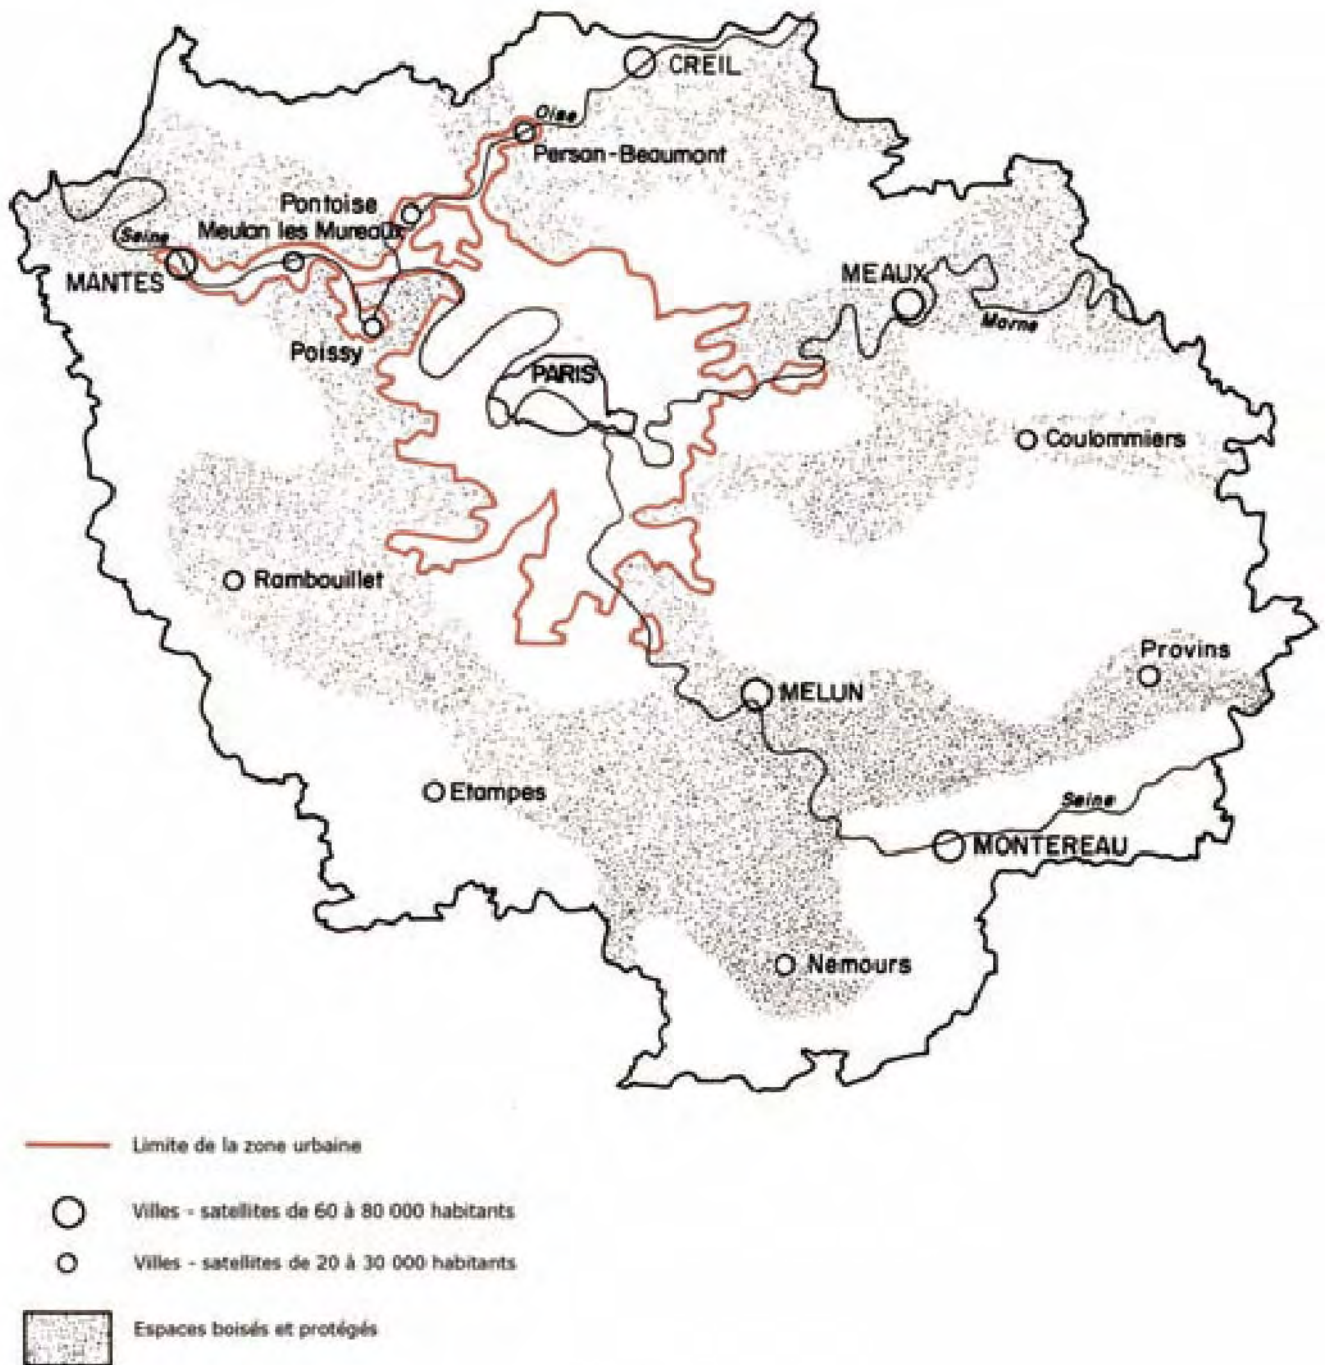 CREIL
Oise
Persan-Beaumont
Pontoise
Meulan les Mureaux
Seine
MANTES
MEAUX
Marne
Poissy
PARIS
Coulommiers
Rambouillet
Provins
MELUN
Etampes
Seine
MONTEREAU
Nemours
Limite de la zone urbaine
Villes - satellites de 60 à 80 000 habitants
Villes - satellites de 20 à 30 000 habitants
Espaces boisés et protégés